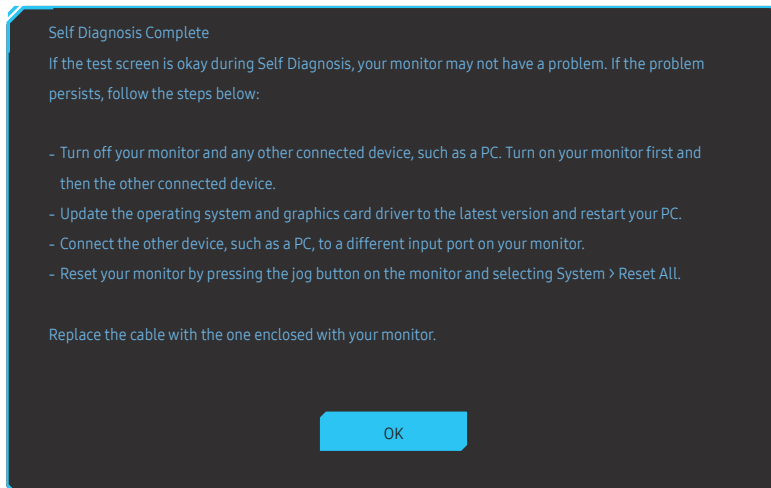 Self Diagnosis Complete
If the test screen is okay during Self Diagnosis, your monitor may not have a problem. If the problem
persists, follow the steps below:
- Turn off your monitor and any other connected device, such as a PC. Turn on your monitor first and
then the other connected device.
- Update the operating system and graphics card driver to the latest version and restart your PC.
- Connect the other device, such as a PC, to a different input port on your monitor.
- Reset your monitor by pressing the jog button on the monitor and selecting System > Reset All.
Replace the cable with the one enclosed with your monitor.
OK